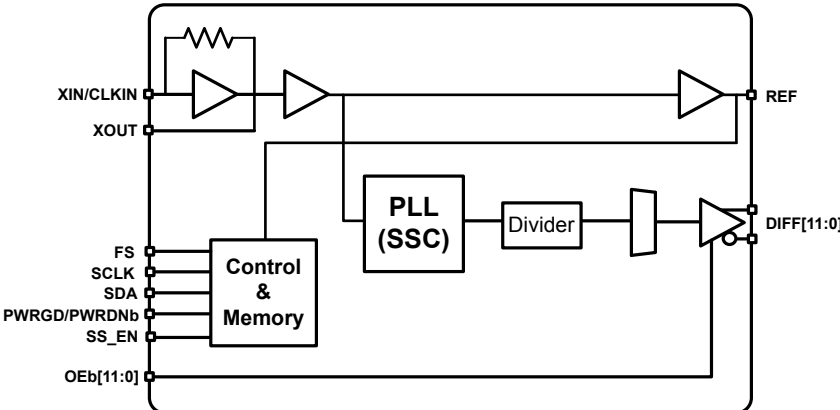 XIN/CLKIN
REF
XOUT
PLL
(SSC)
Divider
DIFF[11:0]
FS
SCLK
SDA
PWRGD/PWRDNb
SS_EN
Control
&
Memory
OEb[11:0]